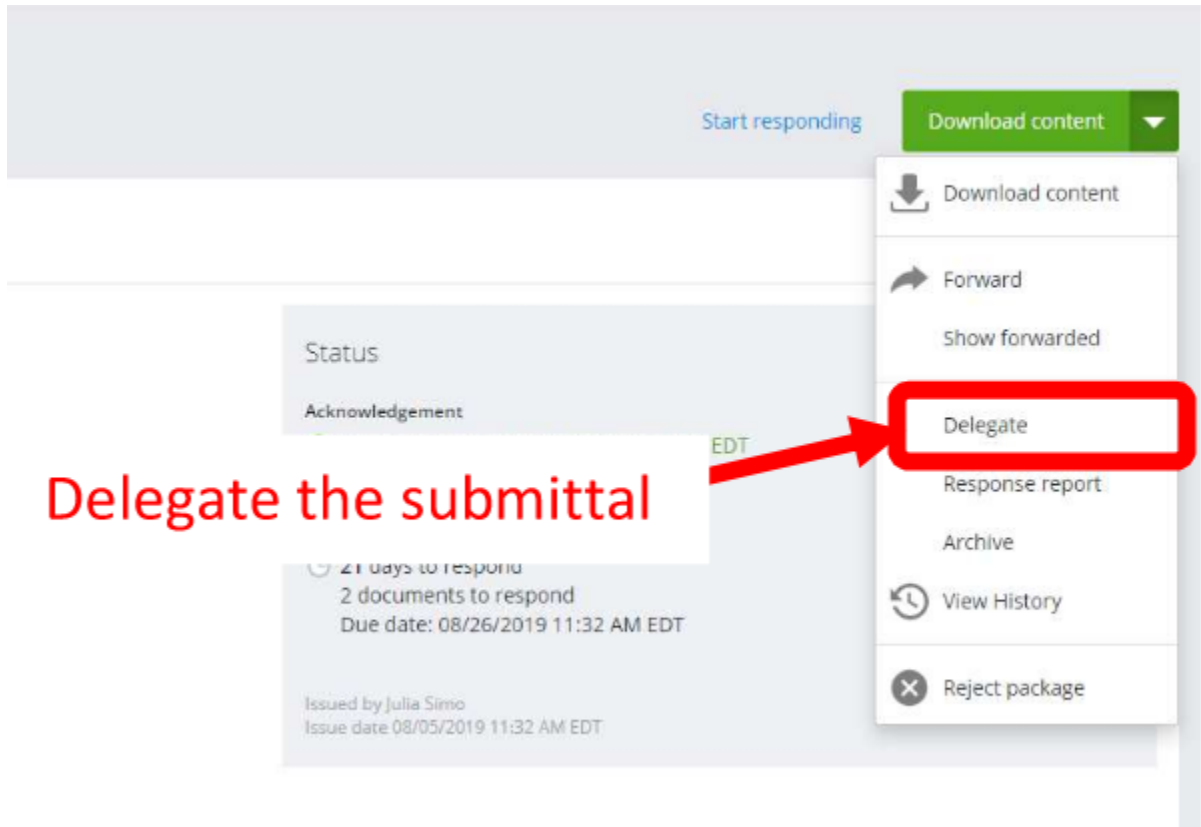 Start responding
Download content
Download content
Forward
Show forwarded
Delegate
Response report
Archive
View History
Reject package
Status
Acknowledgement
EDT
Delegate the submittal
21 days to respond
2 documents to respond
Due date: 08/26/2019 11:32 AM EDT
Issued by Julia Simo
Issue date 08/05/2019 11:32 AM EDT